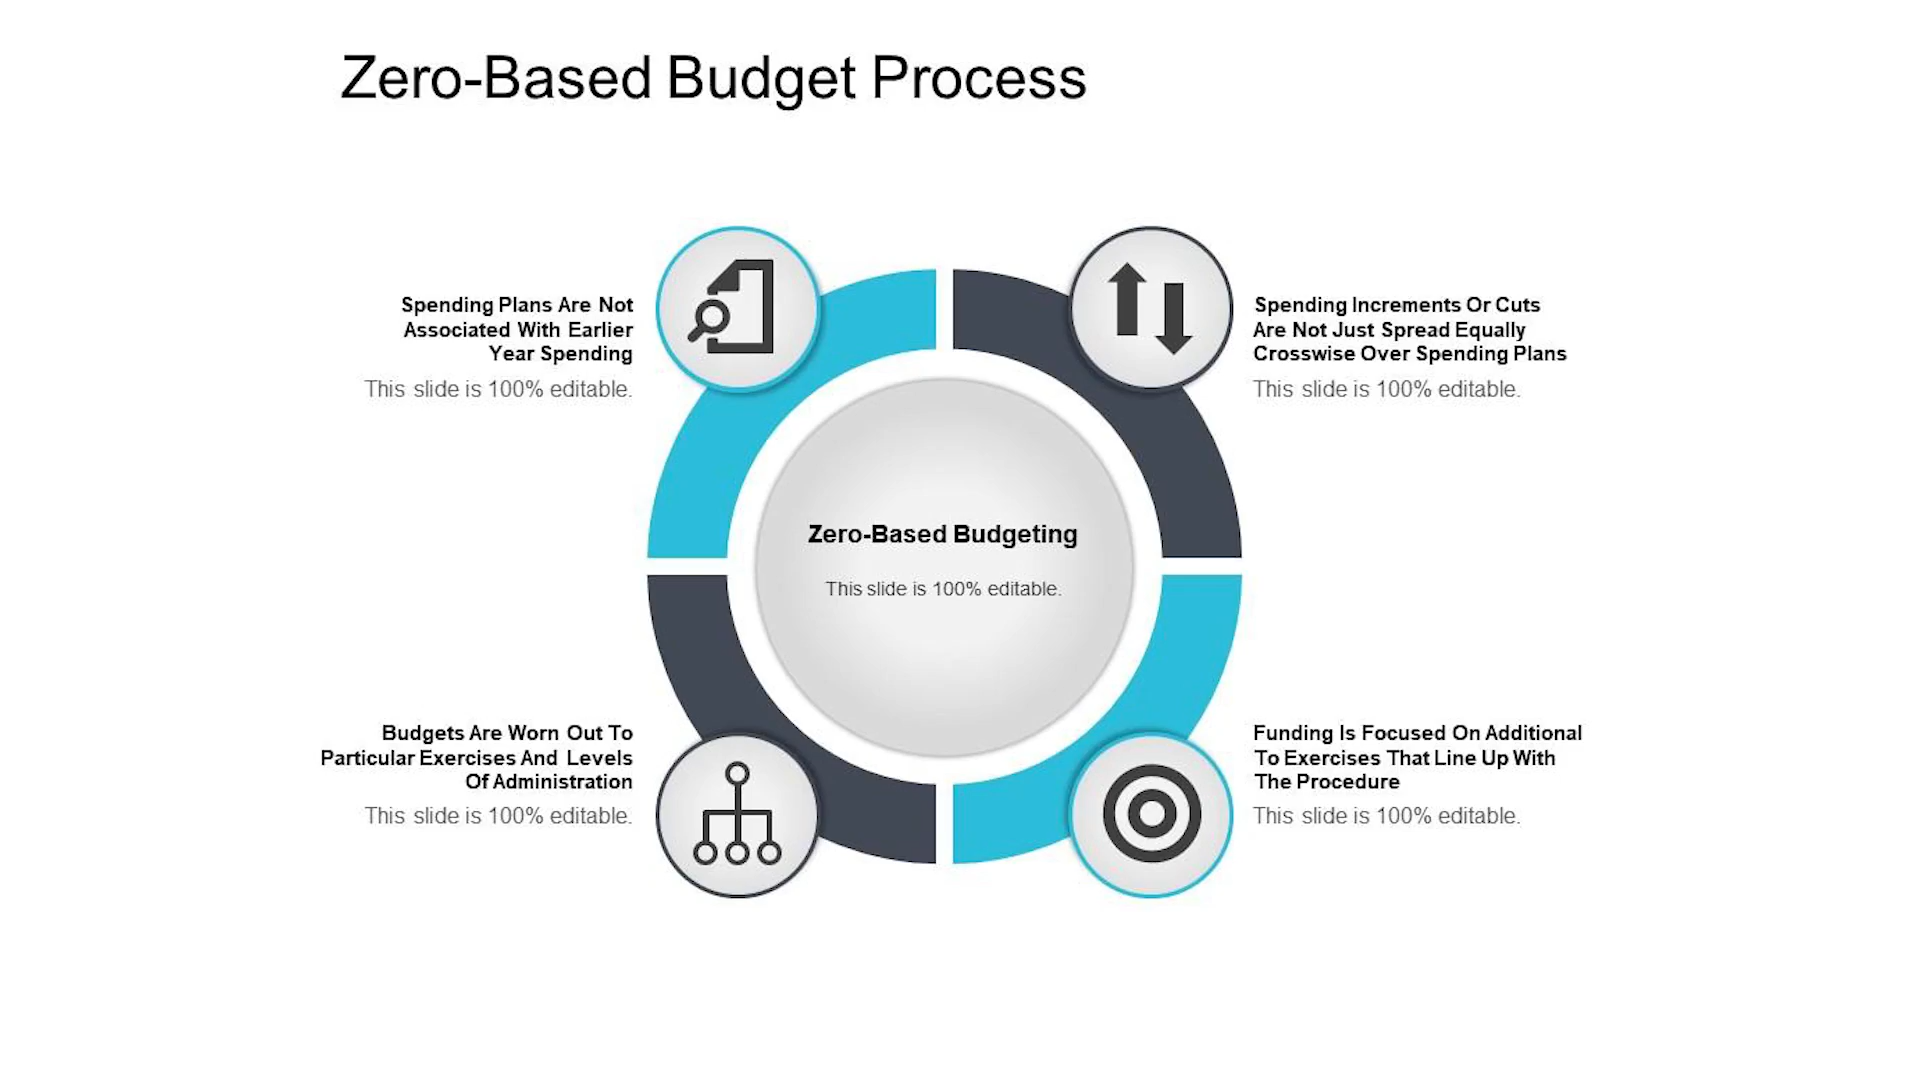 Zero-Based Budget Process
Spending Plans Are Not
Associated With Earlier
Year Spending
This slide is 100% editable.
Spending Increments Or Cuts
Are Not Just Spread Equally
Crosswise Over Spending Plans
This slide is 100% editable.
Zero-Based Budgeting
This slide is 100% editable.
Budgets Are Worn Out To
Particular Exercises And Levels
Of Administration
This slide is 100% editable.
Funding Is Focused On Additional
To Exercises That Line Up With
The Procedure
This slide is 100% editable.